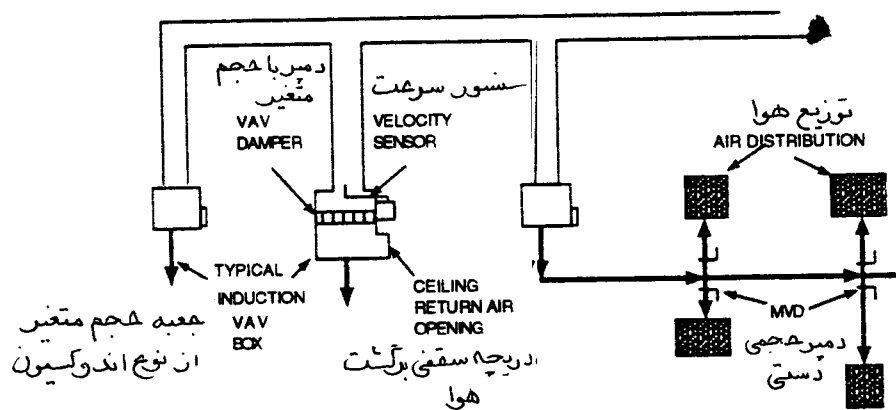 دمپر با حجم
متغیر
VAV
DAMPER
سنسور سرعت
VELOCITY
SENSOR
توزیع هوا
AIR DISTRIBUTION
TYPICAL
INDUCTION
VAV
BOX
جعبه حجم متغیر
از نوع اندوکسیون
CEILING
RETURN AIR
OPENING
دریچه سقفی برگشت
هوا
MVD
دمپر حجمی
دستی